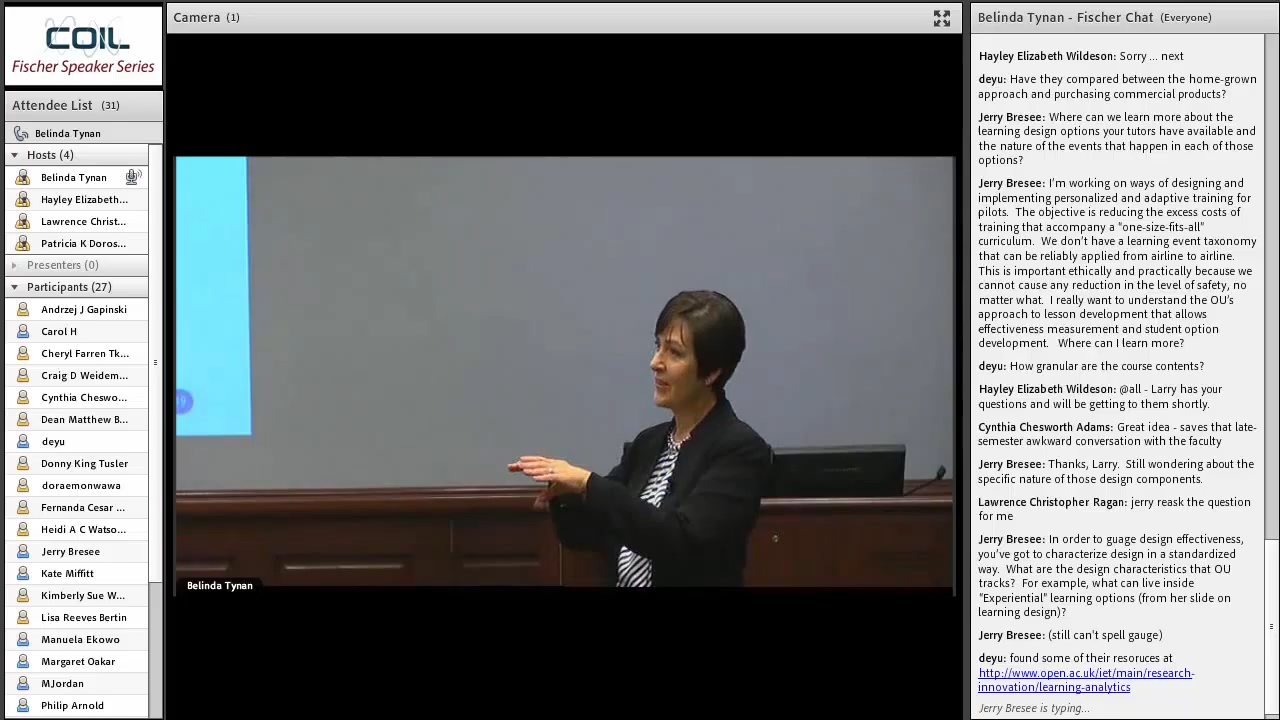 COIL
Fischer Speaker Series
Attendee List (31)
Belinda Tynan
Hosts (4)
Belinda Tynan
Hayley Elizabeth...
Lawrence Christ...
Patricia K Doros...
Presenters (0)
Participants (27)
Andrzej J Gapinski
Carol H
Cheryl Farren Tk...
Craig D Weidem...
Cynthia Cheswo...
Dean Matthew B...
deyu
Donny King Tusler
doraemonwawa
Fernanda Cesar ...
Heidi A C Watso...
Jerry Bresee
Kate Miffitt
Kimberly Sue W...
Lisa Reeves Bertin
Manuela Ekowo
Margaret Oakar
MJordan
Philip Arnold
Camera (1)
49
Belinda Tynan
Belinda Tynan - Fischer Chat (Everyone)
Hayley Elizabeth Wildeson: Sorry ... next
deyu: Have they compared between the home-grown
approach and purchasing commercial products?
Jerry Bresee: Where can we learn more about the
learning design options your tutors have available and
the nature of the events that happen in each of those
options?
Jerry Bresee: I'm working on ways of designing and
implementing personalized and adaptive training for
pilots. The objective is reducing the excess costs of
training that accompany a "one-size-fits-all"
curriculum. We don't have a learning event taxonomy
that can be reliably applied from airline to airline.
This is important ethically and practically because we
cannot cause any reduction in the level of safety, no
matter what. I really want to understand the OU's
approach to lesson development that allows
effectiveness measurement and student option
development. Where can I learn more?
deyu: How granular are the course contents?
Hayley Elizabeth Wildeson: @all - Larry has your
questions and will be getting to them shortly.
Cynthia Chesworth Adams: Great idea - saves that late-
semester awkward conversation with the faculty
Jerry Bresee: Thanks, Larry. Still wondering about the
specific nature of those design components.
Lawrence Christopher Ragan: jerry reask the question
for me
Jerry Bresee: In order to guage design effectiveness,
you've got to characterize design in a standardized
way. What are the design characteristics that OU
tracks? For example, what can live inside
"Experiential" learning options (from her slide on
learning design)?
Jerry Bresee: (still can't spell gauge)
deyu: found some of their resoruces at
http://www.open.ac.uk/iet/main/research-
innovation/learning-analytics
Jerry Bresee is typing...